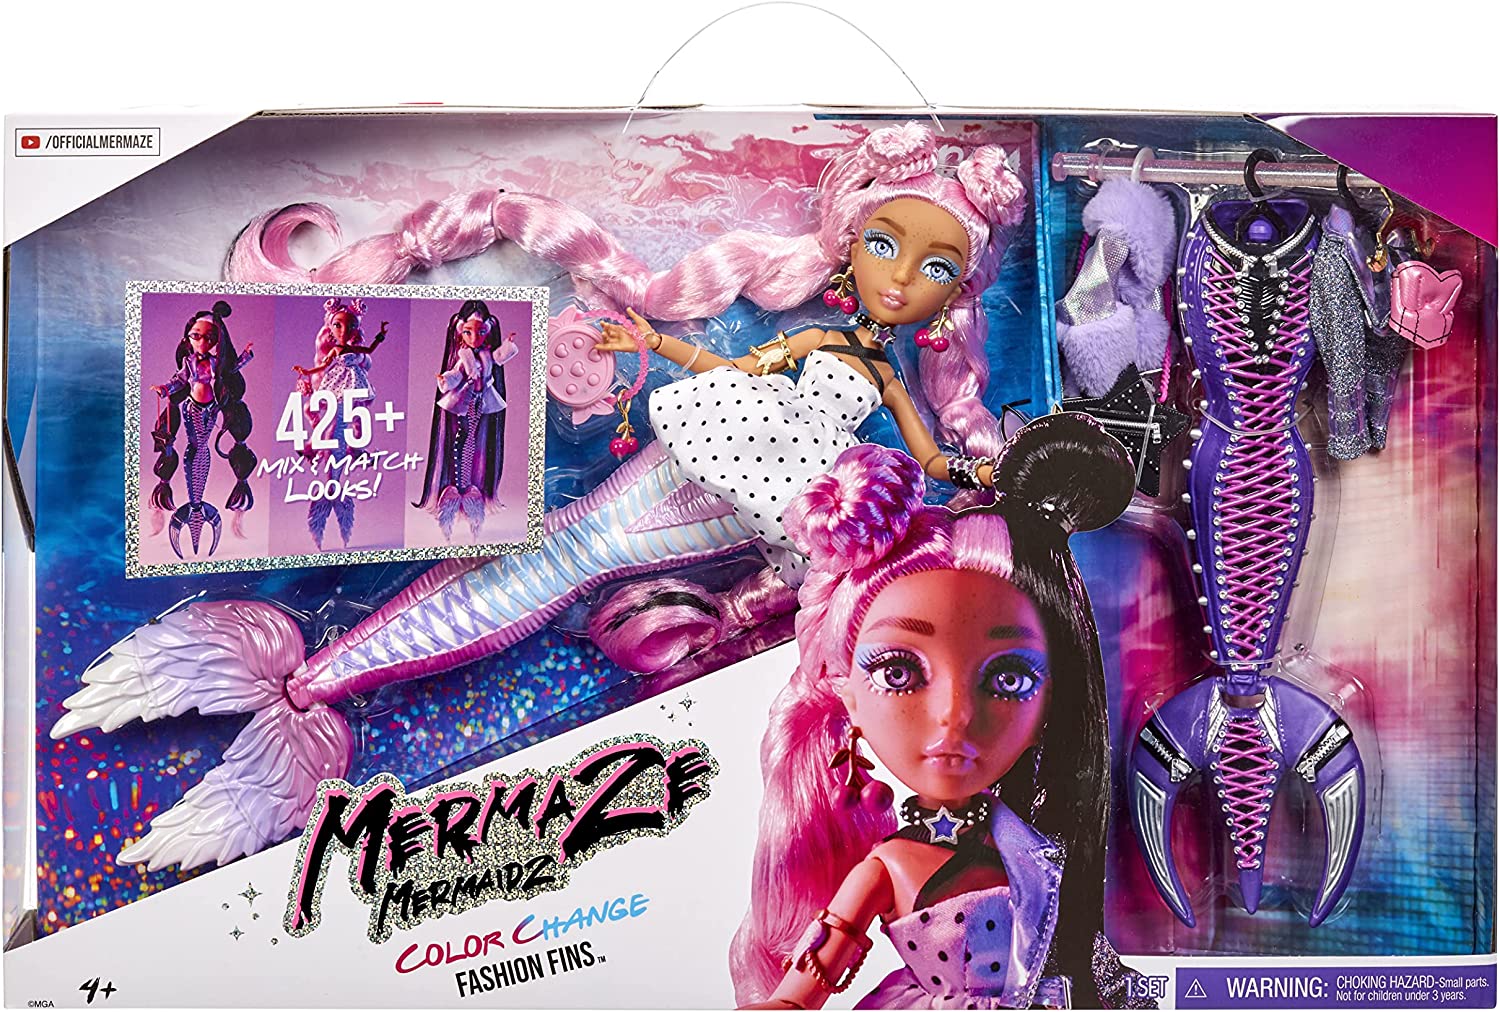 /OFFICIALMERMAZE
425+
MIX & MATCH
LOOKS!
MERMAZE
MERMAIDZ
COLOR CHANGE
FASHION FINS™
4+
©MGA
1 SET
WARNING: CHOKING HAZARD-Small parts.
Not for children under 3 years.